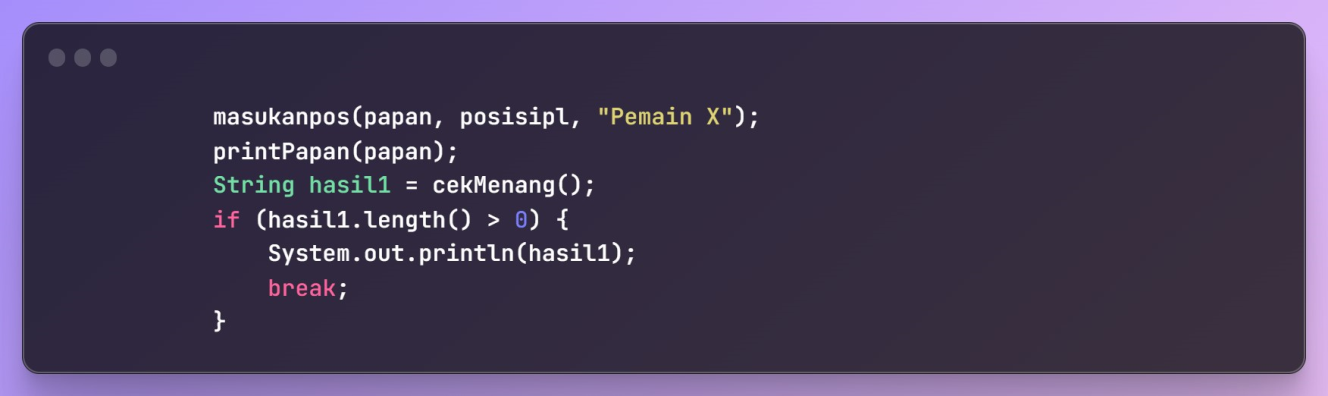 masukanpos(papan, posisipl, "Pemain X");
printPapan(papan);
String hasil1 = cekMenang();
if (hasil1.length() > 0) {
    System.out.println(hasil1);
    break;
}